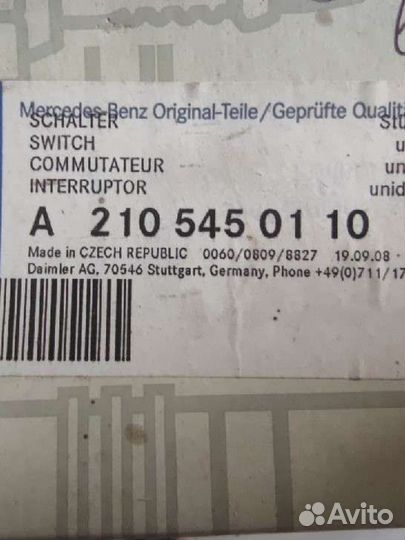 Mercedes-Benz Original-Teile/Geprüfte Qualit
SCHALTER
SWITCH
COMMUTATEUR
INTERRUPTOR
unid
A 210 545 01 10
Made in CZECH REPUBLIC 0060/0809/8827 19.09.08
Daimler AG, 70546 Stuttgart, Germany, Phone +49(0)711/17
Avito